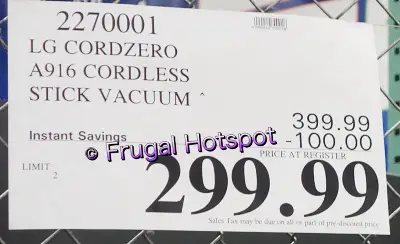 2270001
LG CORDZERO
A916 CORDLESS
STICK VACUUM ^
399.99
Instant Savings -100.00
© Frugal Hotspot
PRICE AT REGISTER
LIMIT
2
299.99
Sales Tax may be due on all or part of pre-discount price